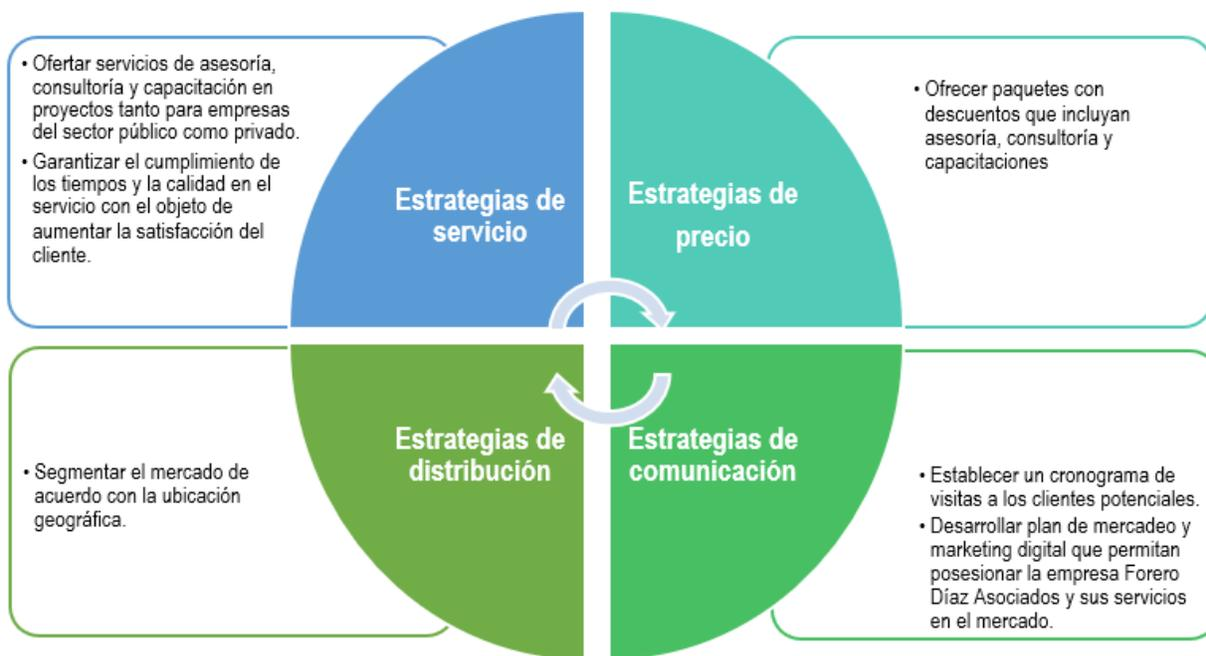 • Ofertar servicios de asesoría,
consultoría y capacitación en
proyectos tanto para empresas
del sector público como privado.
• Garantizar el cumplimiento de
los tiempos y la calidad en el
servicio con el objeto de
aumentar la satisfacción del
cliente.
Estrategias de
servicio
Estrategias de
precio
• Ofrecer paquetes con
descuentos que incluyan
asesoría, consultoría y
capacitaciones
• Segmentar el mercado de
acuerdo con la ubicación
geográfica.
Estrategias de
distribución
Estrategias de
comunicación
• Establecer un cronograma de
visitas a los clientes potenciales.
• Desarrollar plan de mercadeo y
marketing digital que permitan
posesionar la empresa Forero
Díaz Asociados y sus servicios
en el mercado.